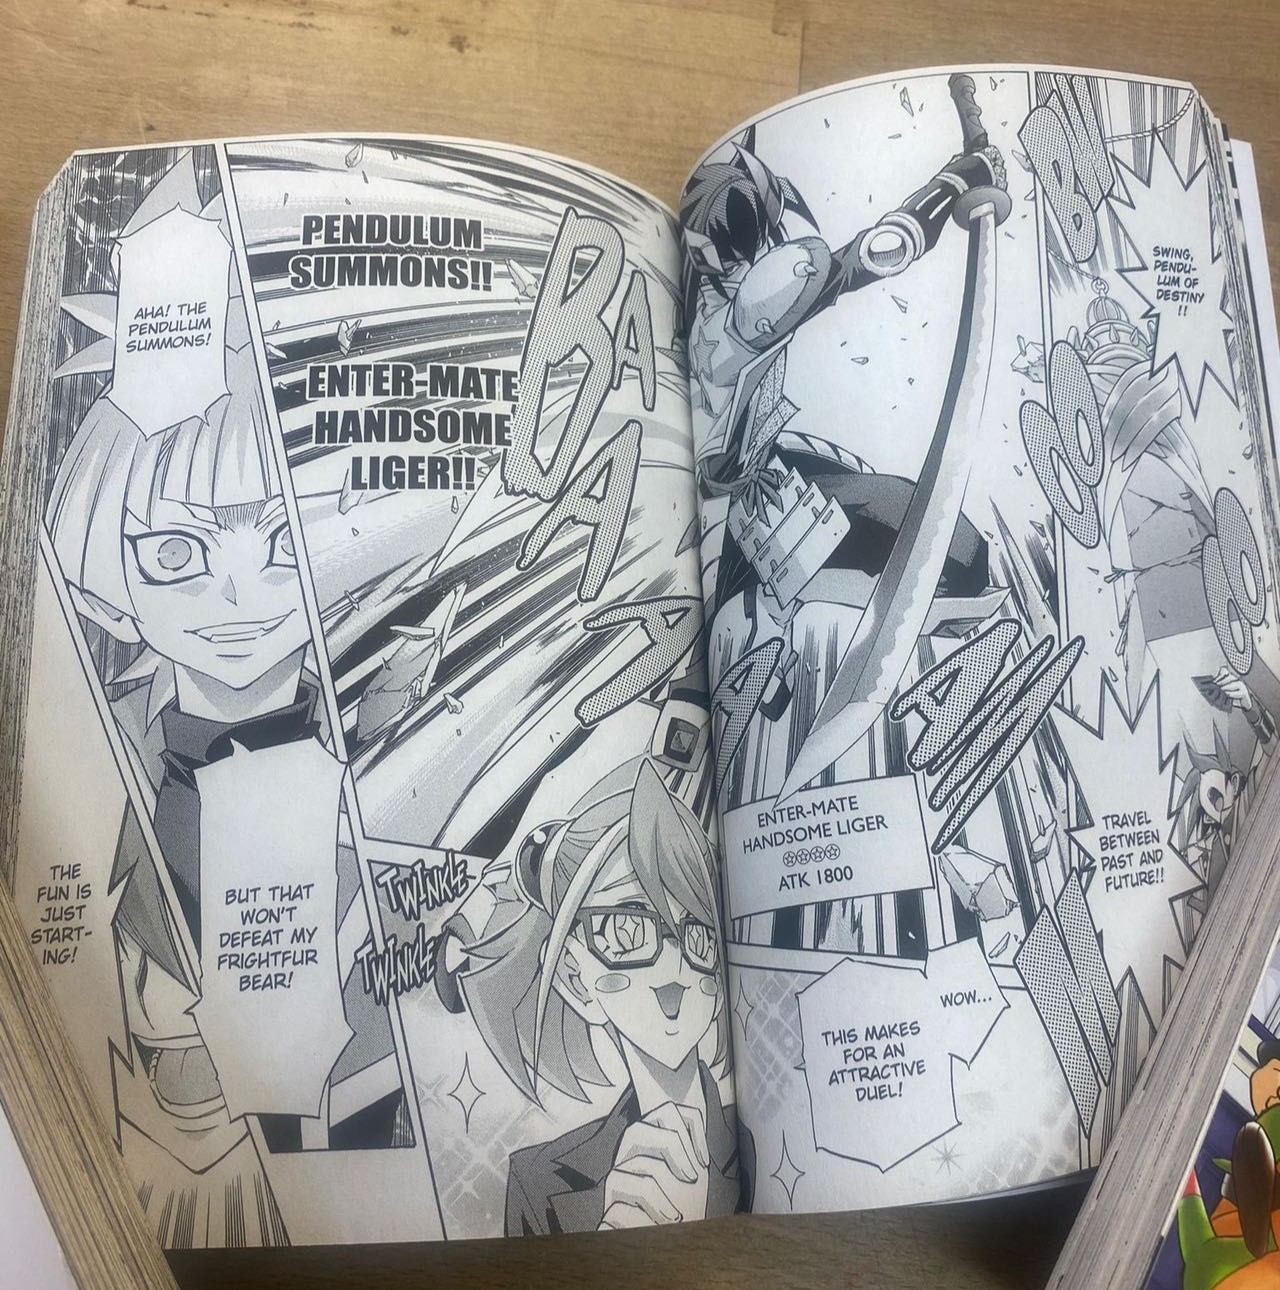 SWING,
PENDU-
LUM OF
DESTINY
!!
TRAVEL
BETWEEN
PAST AND
FUTURE!!
PENDULUM
SUMMONS!!
ENTER-MATE
HANDSOME
LIGER!!
BA
AA
A
A
AM
ENTER-MATE
HANDSOME LIGER
ATK 1800
WOW...
THIS MAKES
FOR AN
ATTRACTIVE
DUEL!
TWINKLE
TWINKLE
AHA! THE
PENDULUM
SUMMONS!
BUT THAT
WON'T
DEFEAT MY
FRIGHTFUR
BEAR!
THE
FUN IS
JUST
START-
ING!